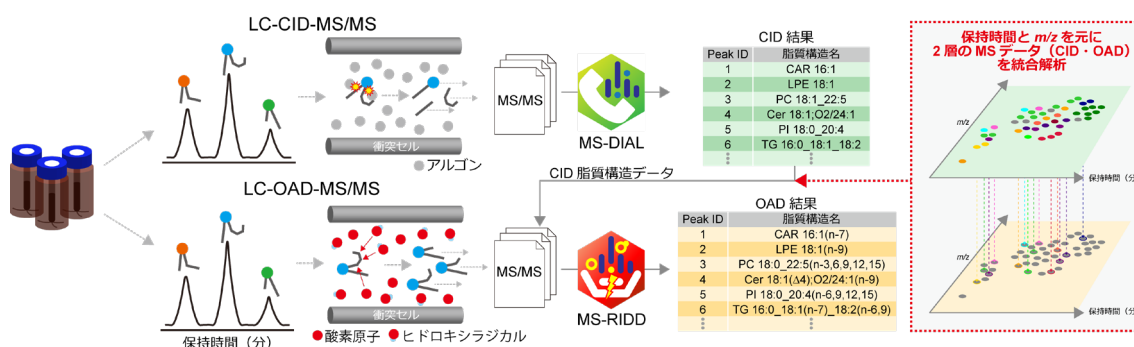 LC-CID-MS/MS
衝突セル
アルゴン
MS/MS
MS-DIAL
CID 結果
Peak ID 脂質構造名
1 CAR 16:1
2 LPE 18:1
3 PC 18:1_22:5
4 Cer 18:1;O2/24:1
5 PI 18:0_20:4
6 TG 16:0_18:1_18:2
CID 脂質構造データ
LC-OAD-MS/MS
保持時間（分）
衝突セル
酸素原子 ヒドロキシラジカル
MS/MS
MS-RIDD
OAD 結果
Peak ID 脂質構造名
1 CAR 16:1(n-7)
2 LPE 18:1(n-9)
3 PC 18:0_22:5(n-3,6,9,12,15)
4 Cer 18:1(Δ4);O2/24:1(n-9)
5 PI 18:0_20:4(n-6,9,12,15)
6 TG 16:0_18:1(n-7)_18:2(n-6,9)
保持時間と m/z を元に
2 層の MS データ（CID・OAD）
を統合解析
m/z
保持時間（分）
m/z
保持時間（分）